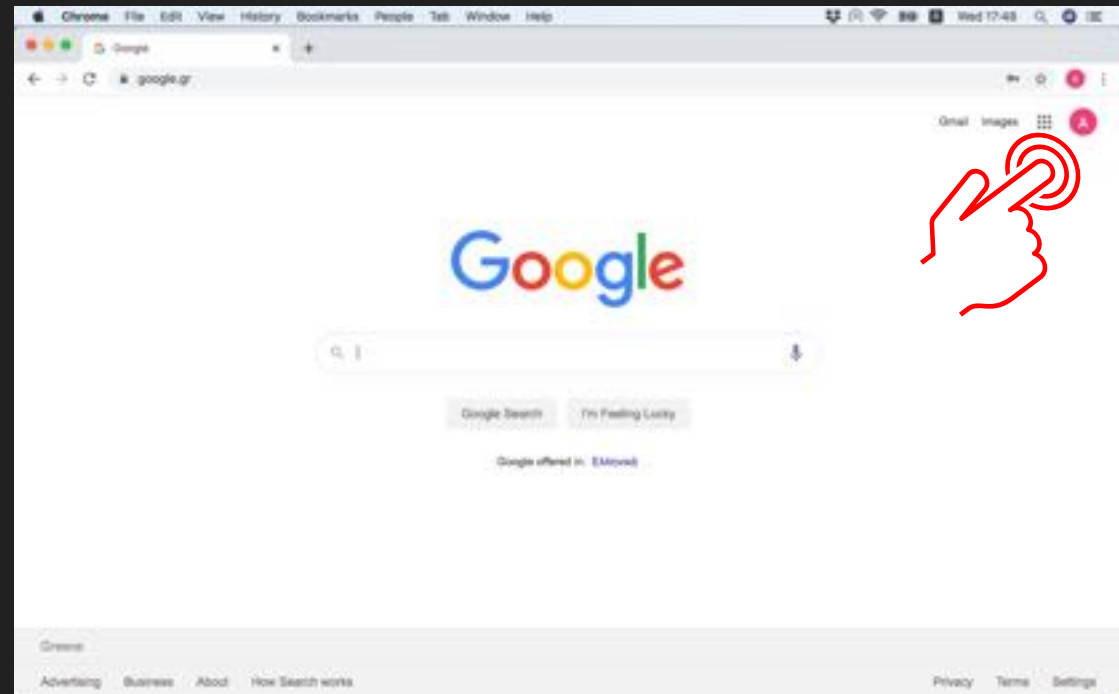 Chrome File Edit View History Bookmarks People Tab Window Help Wed 17:48
Google
google.gr
Gmail Images A
Google
Google Search I'm Feeling Lucky
Google offered in: Ελληνικά
Greece
Advertising Business About How Search works Privacy Terms Settings